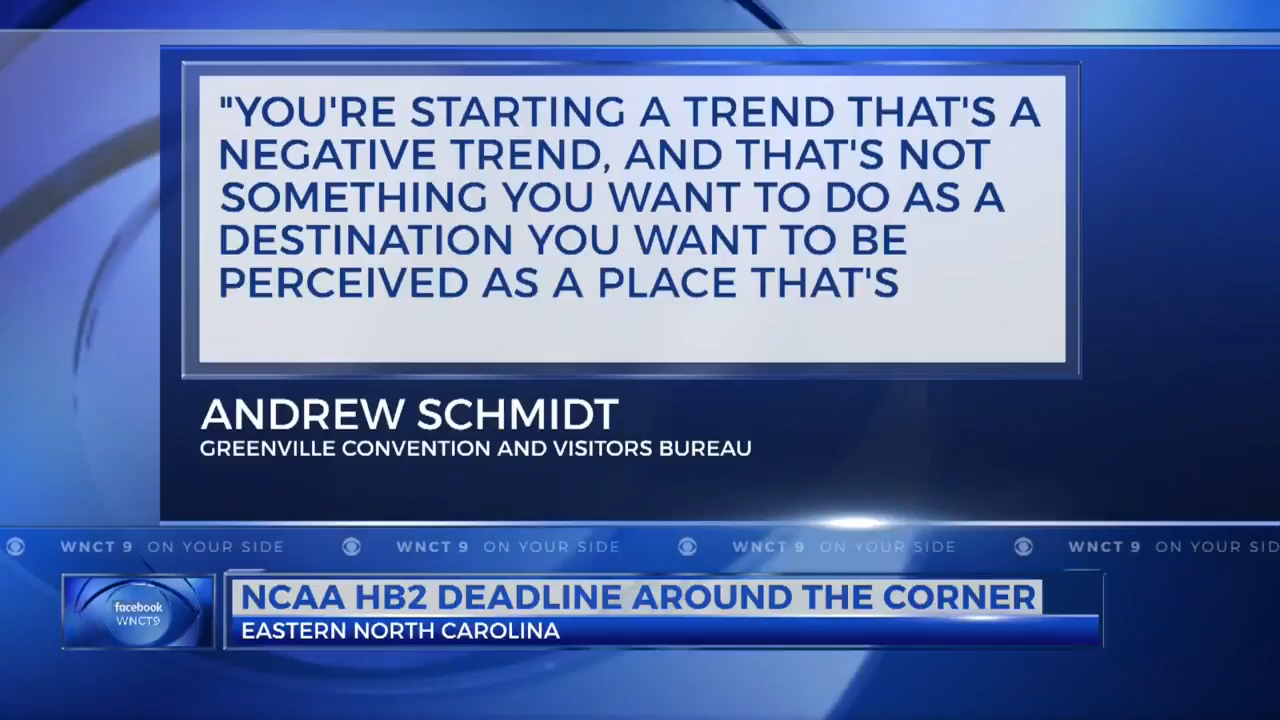 "YOU'RE STARTING A TREND THAT'S A
NEGATIVE TREND, AND THAT'S NOT
SOMETHING YOU WANT TO DO AS A
DESTINATION YOU WANT TO BE
PERCEIVED AS A PLACE THAT'S
ANDREW SCHMIDT
GREENVILLE CONVENTION AND VISITORS BUREAU
WNCT 9 ON YOUR SIDE WNCT 9 ON YOUR SIDE WNCT 9 ON YOUR SIDE WNCT 9 ON YOUR SID
facebook
WNCT9
NCAA HB2 DEADLINE AROUND THE CORNER
EASTERN NORTH CAROLINA